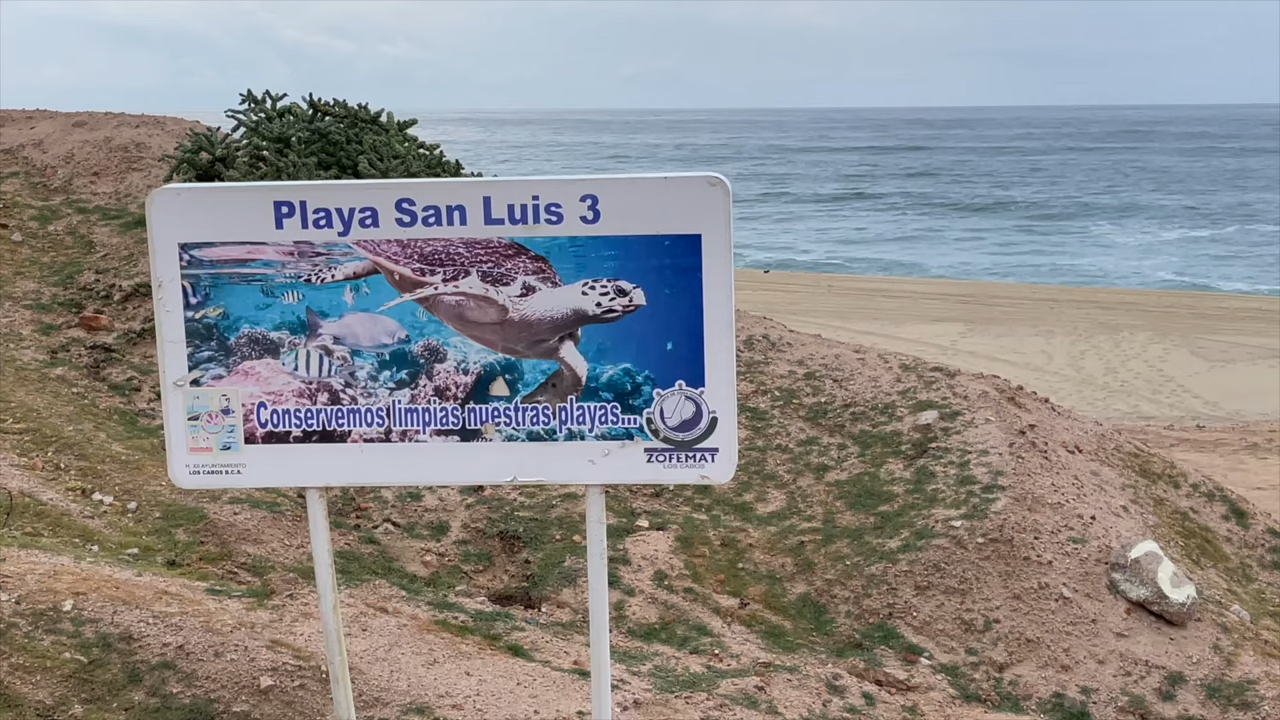 Playa San Luis 3
Conservemos limpias nuestras playas...
H. XII AYUNTAMIENTO
LOS CABOS B.C.S.
ZOFEMAT
LOS CABOS